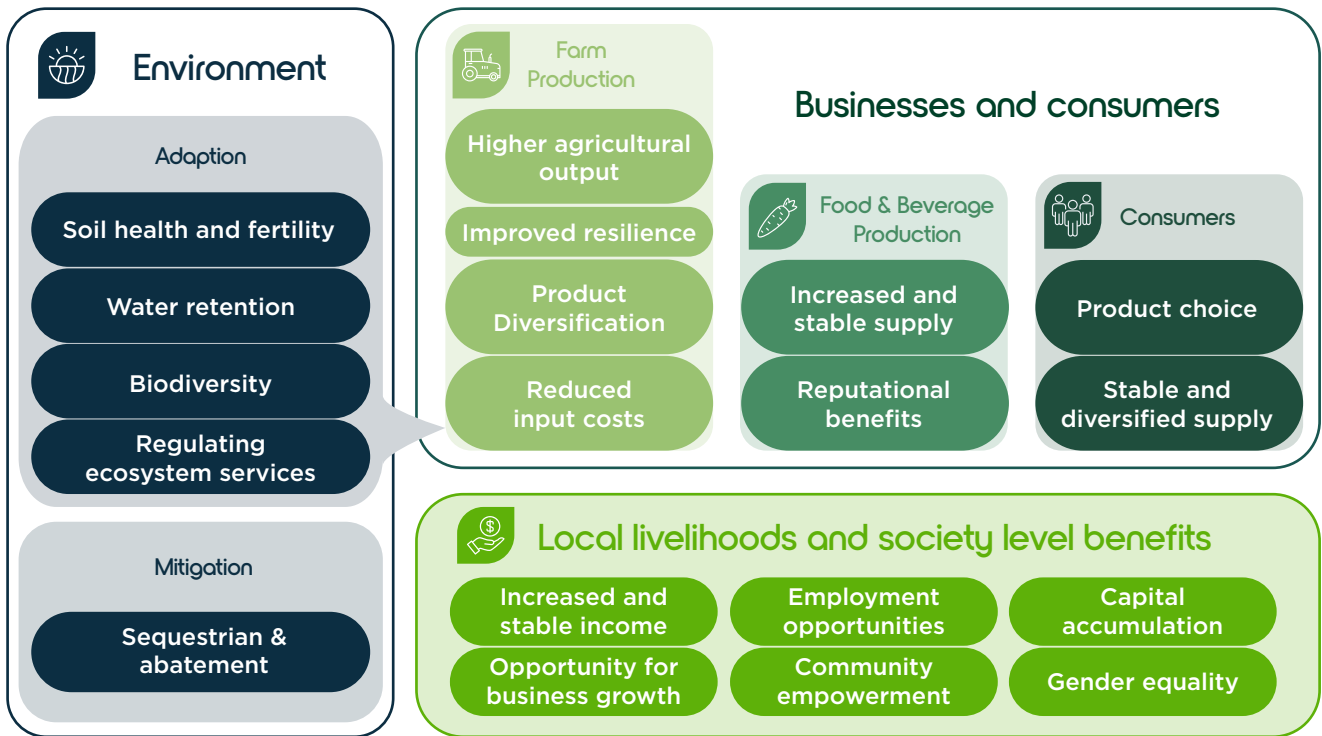 Environment
Adaption
Soil health and fertility
Water retention
Biodiversity
Regulating
ecosystem services
Mitigation
Sequestrian &
abatement
Businesses and consumers
Farm
Production
Higher agricultural
output
Improved resilience
Product
Diversification
Reduced
input costs
Food & Beverage
Production
Increased and
stable supply
Reputational
benefits
Consumers
Product choice
Stable and
diversified supply
$
Local livelihoods and society level benefits
Increased and
stable income
Employment
opportunities
Capital
accumulation
Opportunity for
business growth
Community
empowerment
Gender equality